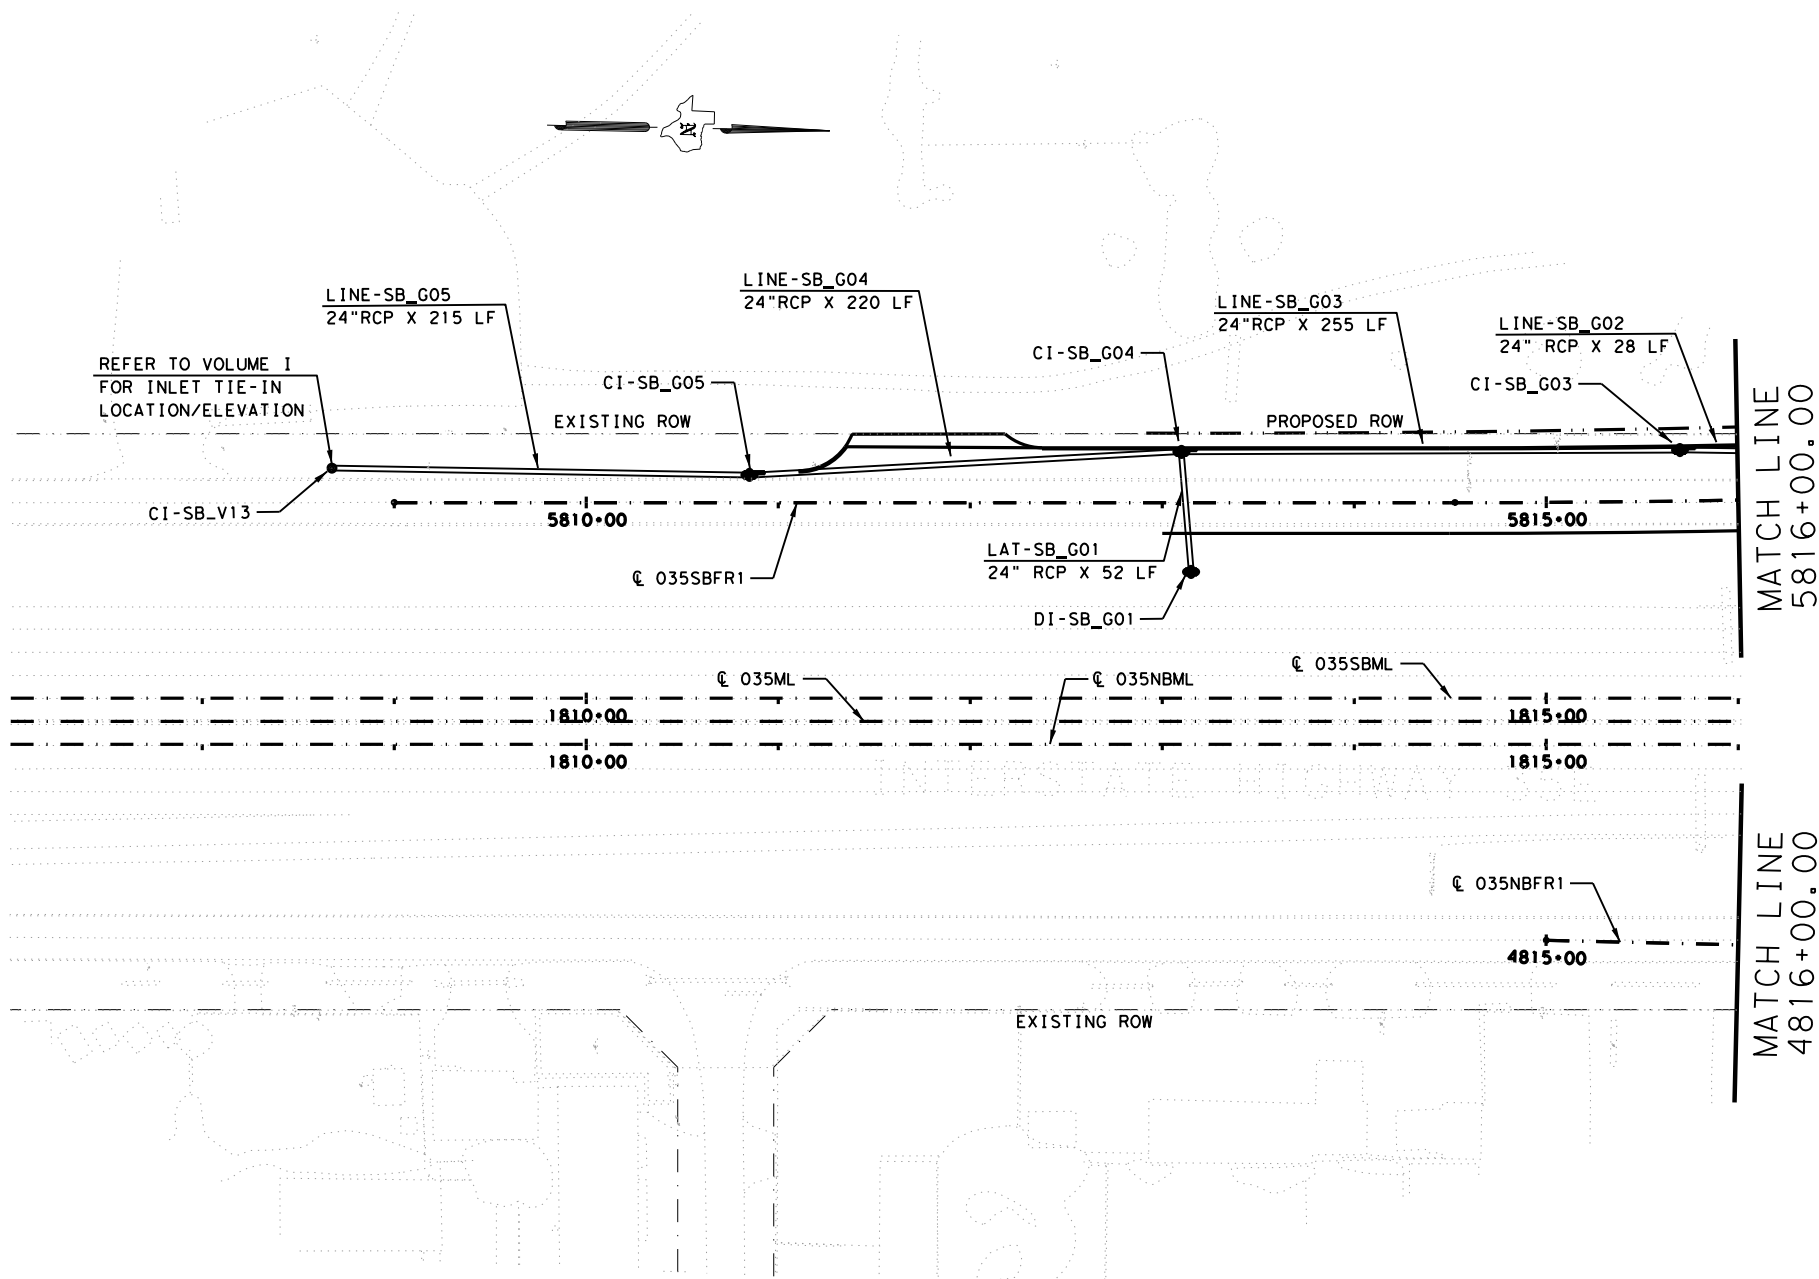 N
LINE-SB_G05
24"RCP X 215 LF
LINE-SB_G04
24"RCP X 220 LF
LINE-SB_G03
24"RCP X 255 LF
LINE-SB_G02
24" RCP X 28 LF
REFER TO VOLUME I
FOR INLET TIE-IN
LOCATION/ELEVATION
CI-SB_G05
CI-SB_G04
CI-SB_G03
EXISTING ROW
PROPOSED ROW
CI-SB_V13
5810+00
5815+00
℄ 035SBFR1
LAT-SB_G01
24" RCP X 52 LF
DI-SB_G01
MATCH LINE
5816+00.00
℄ 035ML
℄ 035NBML
℄ 035SBML
1810+00
1815+00
1810+00
1815+00
INTERSTATE HIGHWAY 35E
℄ 035NBFR1
4815+00
MATCH LINE
4816+00.00
EXISTING ROW